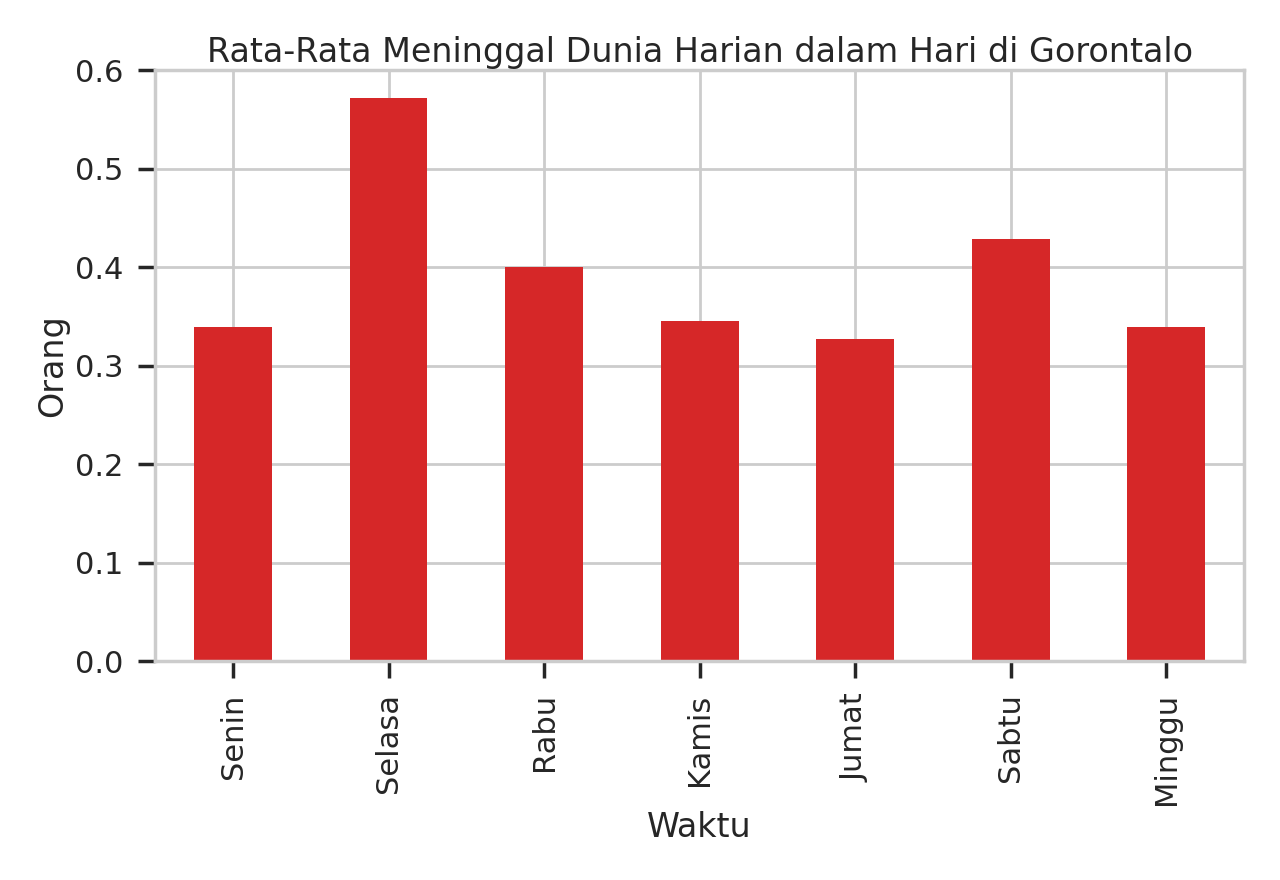 Rata-Rata Meninggal Dunia Harian dalam Hari di Gorontalo
0.6
0.5
0.4
0.3
0.2
0.1
0.0
Orang
Senin
Selasa
Rabu
Kamis
Jumat
Sabtu
Minggu
Waktu